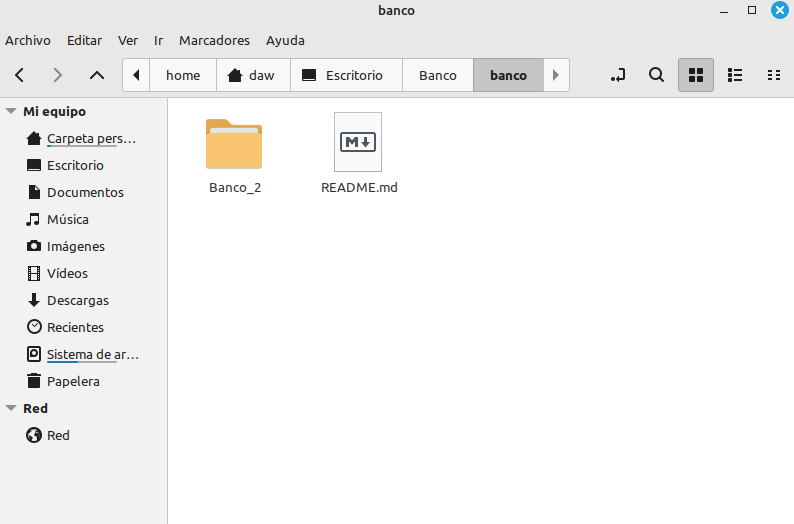 banco
Archivo Editar Ver Ir Marcadores Ayuda
home daw Escritorio Banco banco
Mi equipo
Carpeta pers...
Escritorio
Documentos
Música
Imágenes
Vídeos
Descargas
Recientes
Sistema de ar...
Papelera
Red
Red
M
Banco_2 README.md